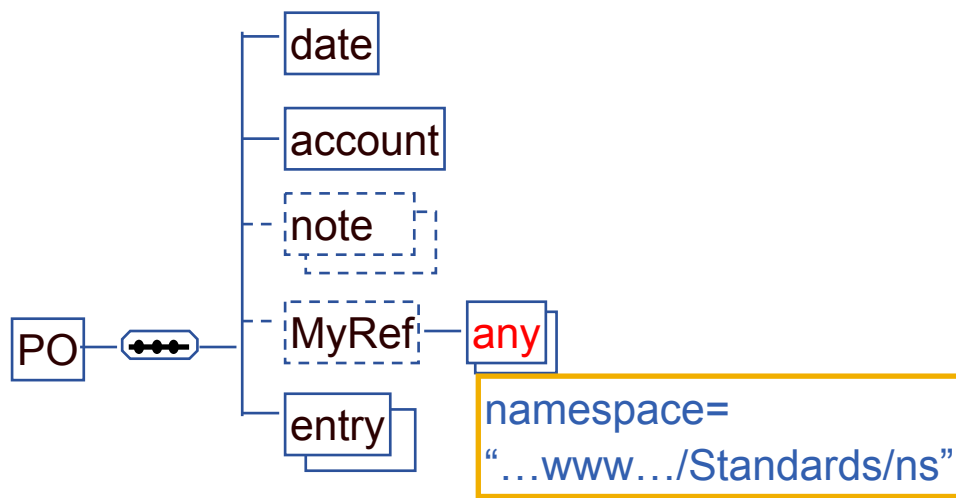 date
account
note
MyRef
any
PO
entry
namespace=
“...www.../Standards/ns”